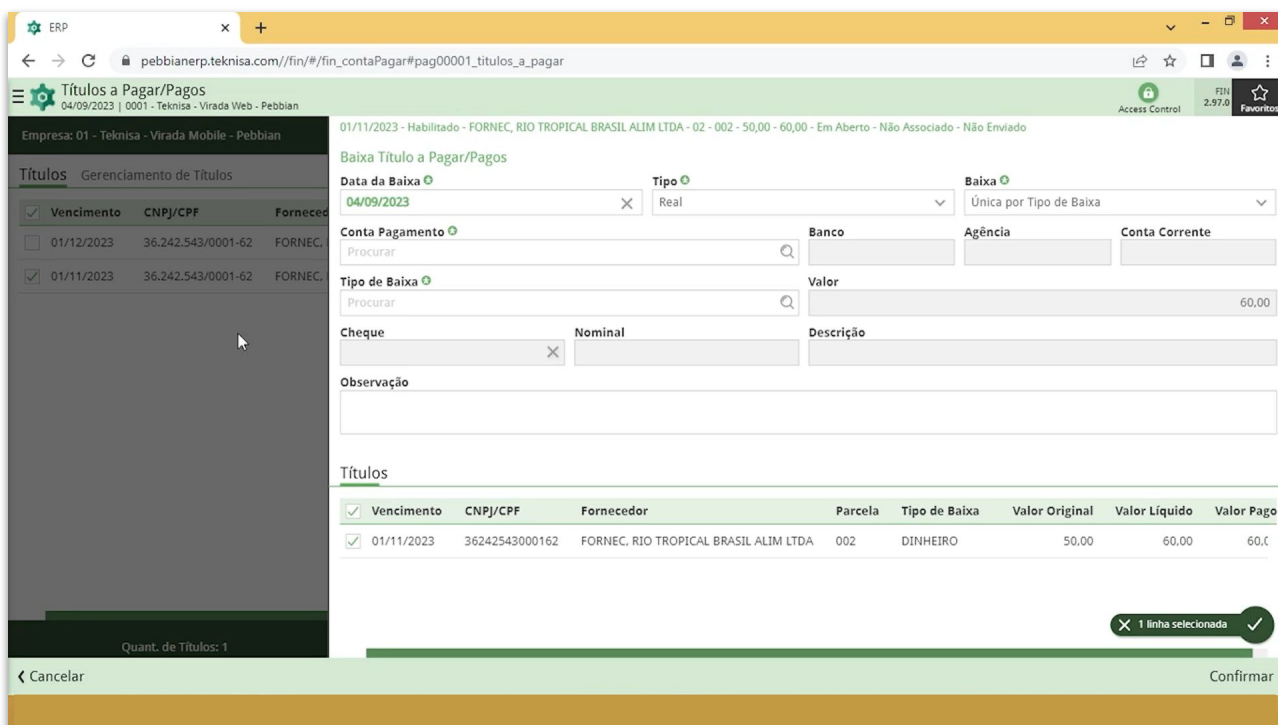 ERP
pebbianerp.teknisa.com//fin/#/fin_contaPagar#pag00001_titulos_a_pagar
Títulos a Pagar/Pagos
04/09/2023 | 0001 - Teknisa - Virada Web - Pebbian
Access Control
FIN
2.97.0
Favoritos
Empresa: 01 - Teknisa - Virada Mobile - Pebbian
Títulos Gerenciamento de Títulos
Vencimento CNPJ/CPF Forneced
01/12/2023 36.242.543/0001-62 FORNEC,
01/11/2023 36.242.543/0001-62 FORNEC,
Quant. de Títulos: 1
01/11/2023 - Habilitado - FORNEC, RIO TROPICAL BRASIL ALIM LTDA - 02 - 002 - 50,00 - 60,00 - Em Aberto - Não Associado - Não Enviado
Baixa Título a Pagar/Pagos
Data da Baixa Tipo Baixa
04/09/2023 Real Única por Tipo de Baixa
Conta Pagamento Banco Agência Conta Corrente
Procurar
Tipo de Baixa Valor
Procurar 60,00
Cheque Nominal Descrição
Observação
Títulos
Vencimento CNPJ/CPF Fornecedor Parcela Tipo de Baixa Valor Original Valor Líquido Valor Pago
01/11/2023 36242543000162 FORNEC, RIO TROPICAL BRASIL ALIM LTDA 002 DINHEIRO 50,00 60,00 60,0
1 linha selecionada
Cancelar Confirmar